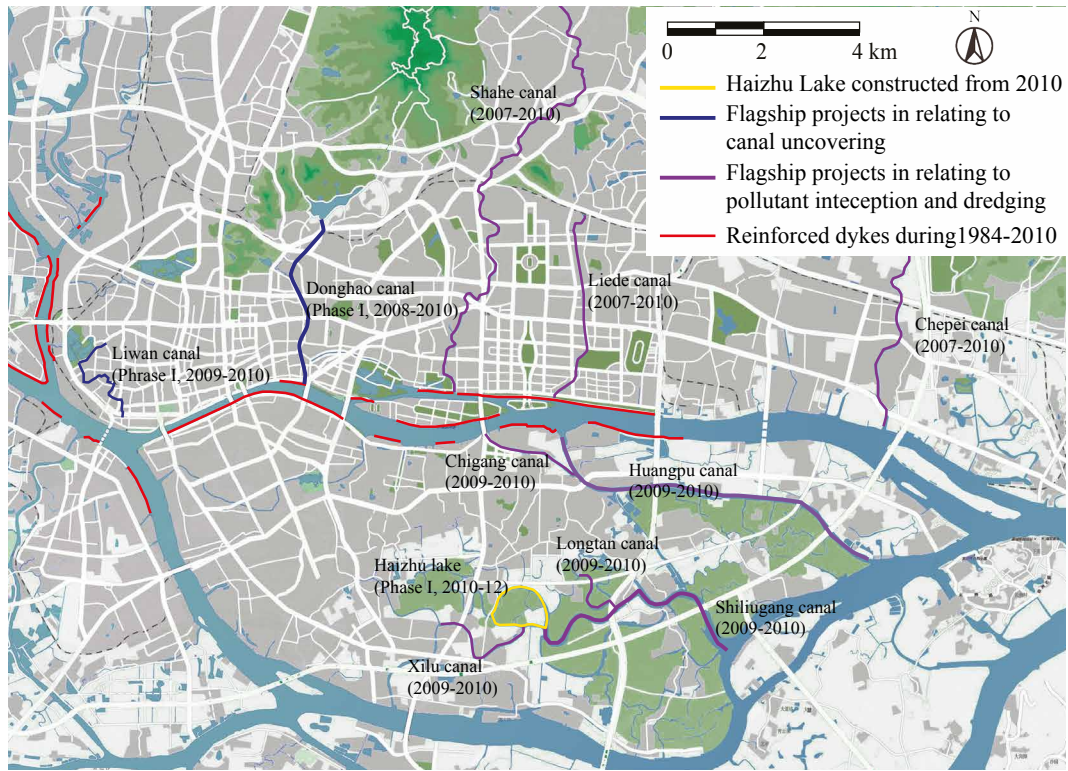 N
0 2 4 km
Haizhu Lake constructed from 2010
Flagship projects in relating to
canal uncovering
Flagship projects in relating to
pollutant inteception and dredging
Reinforced dykes during1984-2010
Shahe canal
(2007-2010)
Donghao canal
(Phase I, 2008-2010)
Liede canal
(2007-2010)
Chepei canal
(2007-2010)
Liwan canal
(Phrase I, 2009-2010)
Chigang canal
(2009-2010)
Huangpu canal
(2009-2010)
Longtan canal
(2009-2010)
Haizhu lake
(Phase I, 2010-12)
Shiliugang canal
(2009-2010)
Xilu canal
(2009-2010)